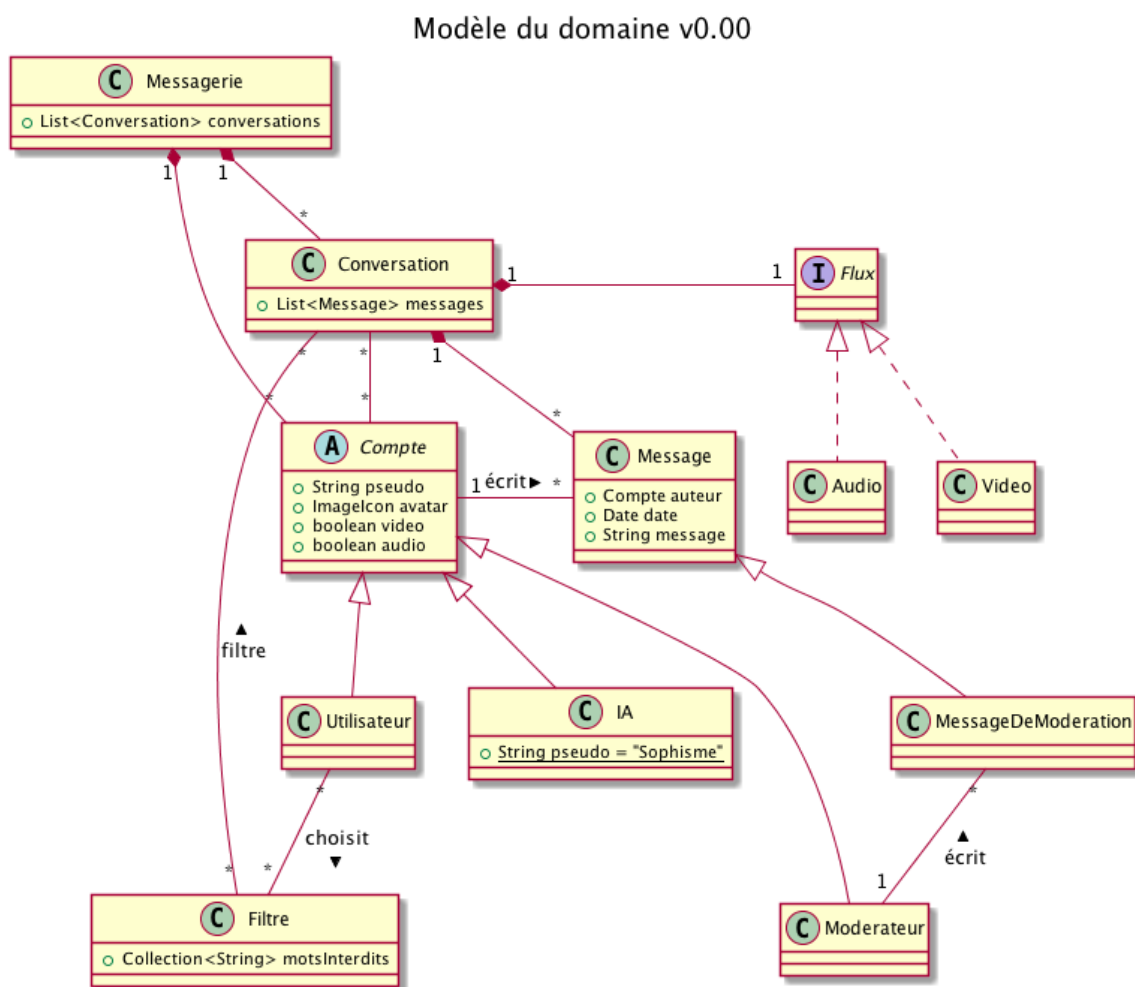 Modèle du domaine v0.00
C Messagerie
List<Conversation> conversations
1
1
*
C Conversation
List<Message> messages
1
1
I Flux
*
*
1
*
*
*
A Compte
String pseudo
ImageIcon avatar
boolean video
boolean audio
1
écrit ▶
*
C Message
Compte auteur
Date date
String message
C Audio
C Video
▲
filtre
C Utilisateur
C IA
String pseudo = "Sophisme"
C MessageDeModeration
*
*
choisit
▼
▲
écrit
*
*
1
C Filtre
Collection<String> motsInterdits
C Moderateur